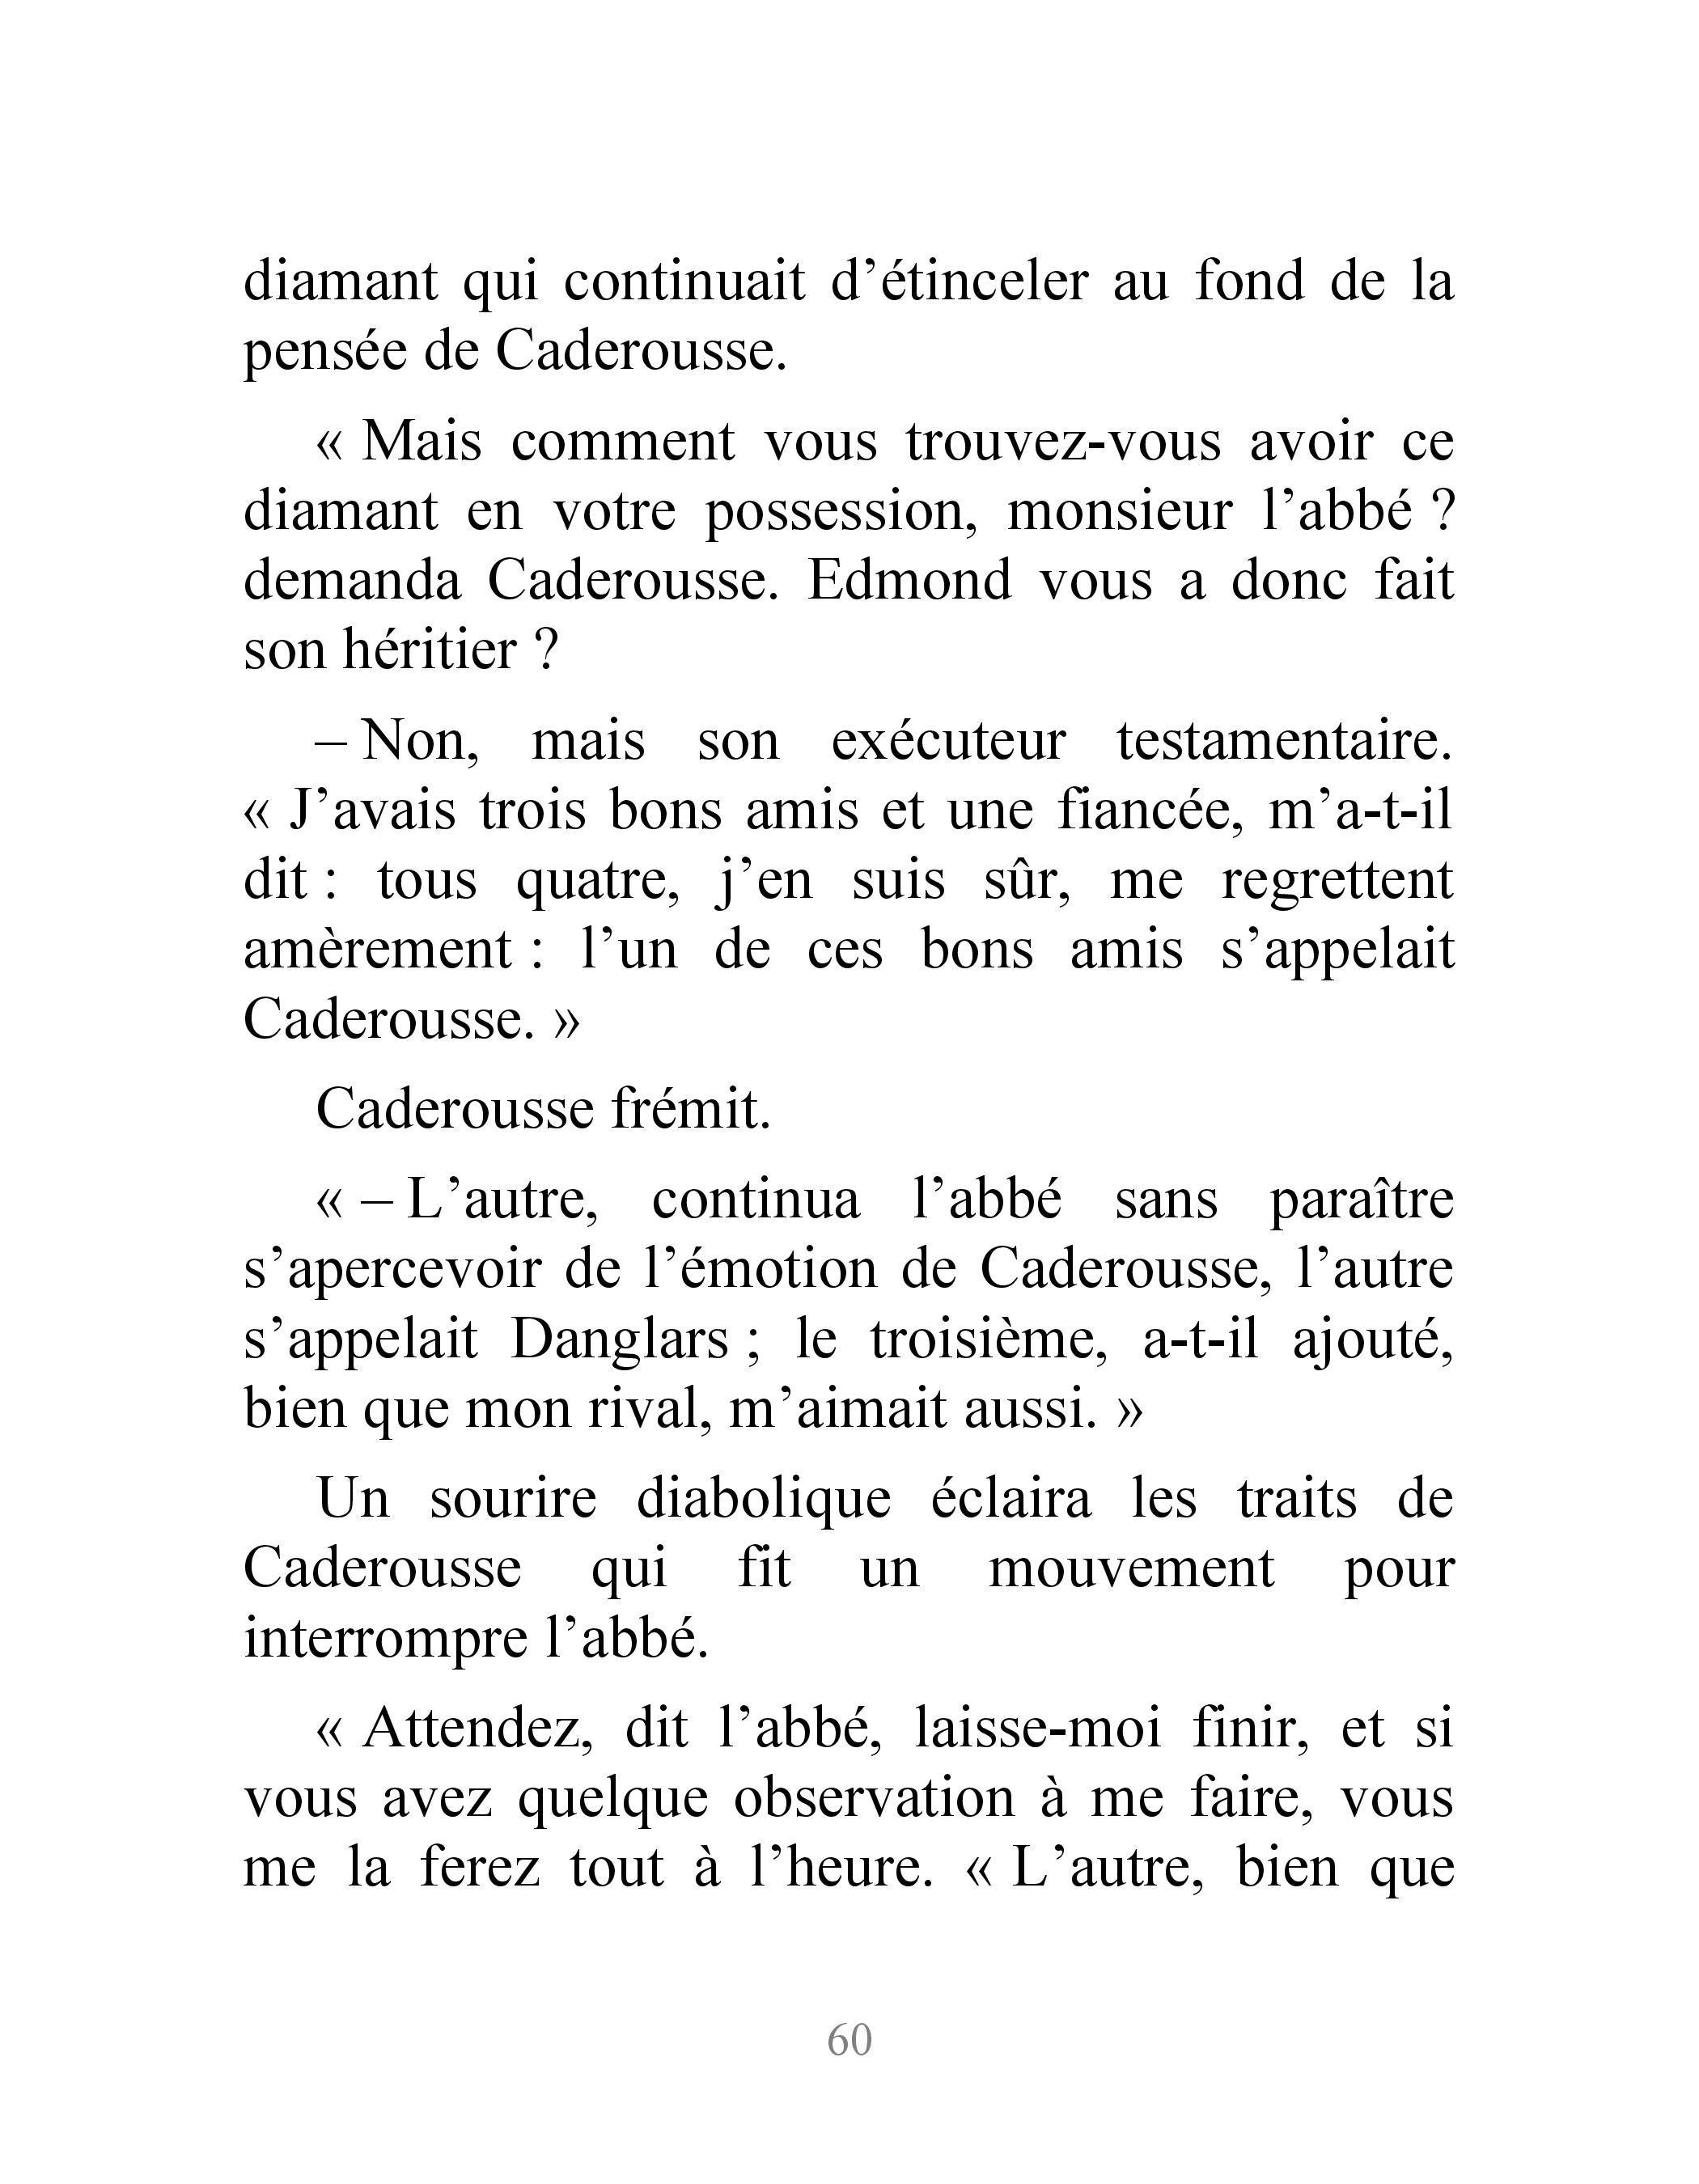 diamant qui continuait d’étinceler au fond de la
pensée de Caderousse.
« Mais comment vous trouvez-vous avoir ce
diamant en votre possession, monsieur l’abbé ?
demanda Caderousse. Edmond vous a donc fait
son héritier ?
– Non, mais son exécuteur testamentaire.
« J’avais trois bons amis et une fiancée, m’a-t-il
dit : tous quatre, j’en suis sûr, me regrettent
amèrement : l’un de ces bons amis s’appelait
Caderousse. »
Caderousse frémit.
« – L’autre, continua l’abbé sans paraître
s’apercevoir de l’émotion de Caderousse, l’autre
s’appelait Danglars ; le troisième, a-t-il ajouté,
bien que mon rival, m’aimait aussi. »
Un sourire diabolique éclaira les traits de
Caderousse qui fit un mouvement pour
interrompre l’abbé.
« Attendez, dit l’abbé, laisse-moi finir, et si
vous avez quelque observation à me faire, vous
me la ferez tout à l’heure. « L’autre, bien que
60